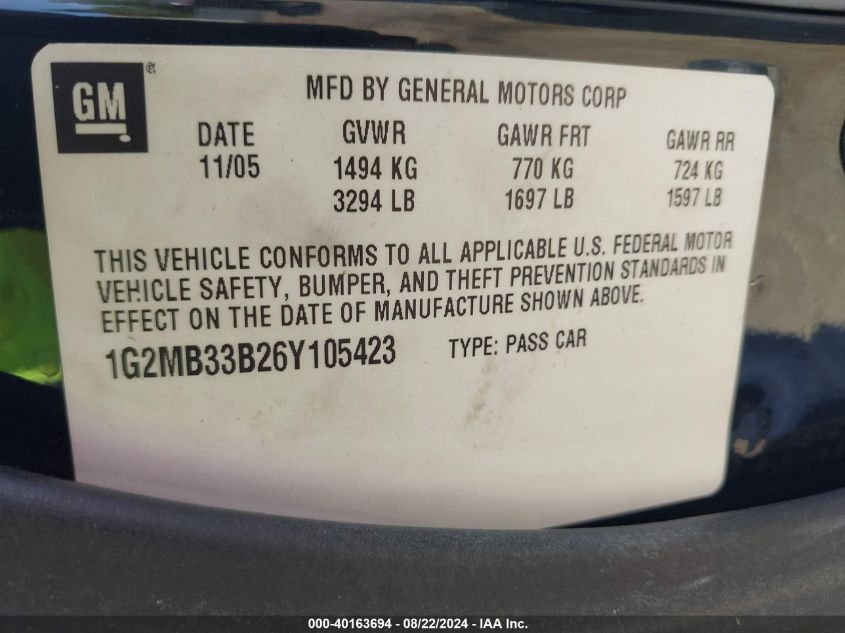 GM®
MFD BY GENERAL MOTORS CORP
DATE GVWR GAWR FRT GAWR RR
11/05 1494 KG 770 KG 724 KG
3294 LB 1697 LB 1597 LB
THIS VEHICLE CONFORMS TO ALL APPLICABLE U.S. FEDERAL MOTOR
VEHICLE SAFETY, BUMPER, AND THEFT PREVENTION STANDARDS IN
EFFECT ON THE DATE OF MANUFACTURE SHOWN ABOVE.
1G2MB33B26Y105423 TYPE: PASS CAR
000-40163694 - 08/22/2024 - IAA Inc.